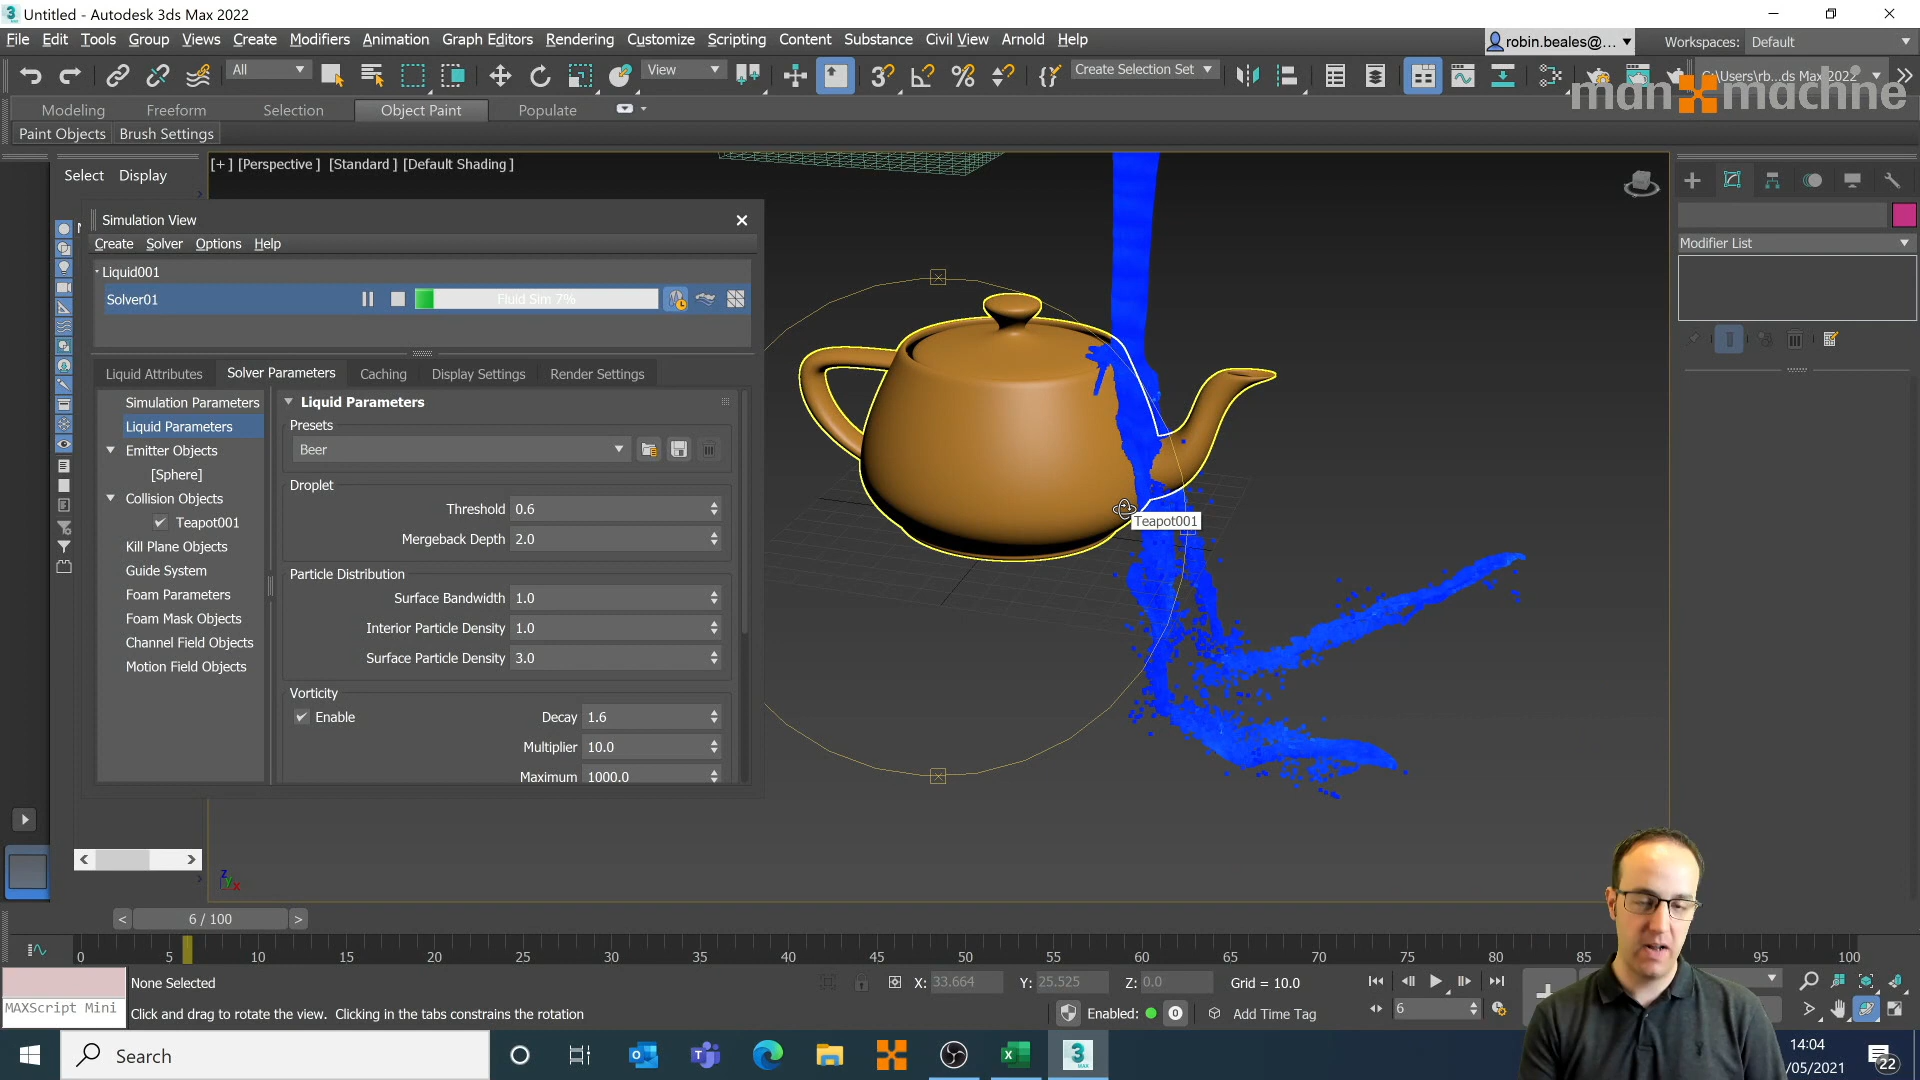 Untitled - Autodesk 3ds Max 2022
File Edit Tools Group Views Create Modifiers Animation Graph Editors Rendering Customize Scripting Content Substance Civil View Arnold Help
robin.beales@... Workspaces: Default
All View Create Selection Set
manxmachine
Modeling Freeform Selection Object Paint Populate
Paint Objects Brush Settings
[+] [Perspective] [Standard] [Default Shading]
Select Display
Modifier List
Simulation View
Create Solver Options Help
Liquid001
Solver01 Fluid Sim 7%
Liquid Attributes Solver Parameters Caching Display Settings Render Settings
Simulation Parameters
Liquid Parameters
Emitter Objects
[Sphere]
Collision Objects
Teapot001
Kill Plane Objects
Guide System
Foam Parameters
Foam Mask Objects
Channel Field Objects
Motion Field Objects
Liquid Parameters
Presets
Beer
Droplet
Threshold 0.6
Mergeback Depth 2.0
Particle Distribution
Surface Bandwidth 1.0
Interior Particle Density 1.0
Surface Particle Density 3.0
Vorticity
Enable Decay 1.6
Multiplier 10.0
Maximum 1000.0
Teapot001
z
x
< 6 / 100 >
0 5 10 15 20 25 30 35 40 45 50 55 60 65 70 75 80 85 95 100
None Selected X: 33.664 Y: 25.525 Z: 0.0 Grid = 10.0
MAXScript Mini
Click and drag to rotate the view. Clicking in the tabs constrains the rotation
Enabled: 0 Add Time Tag 6
Search
14:04
/05/2021
22